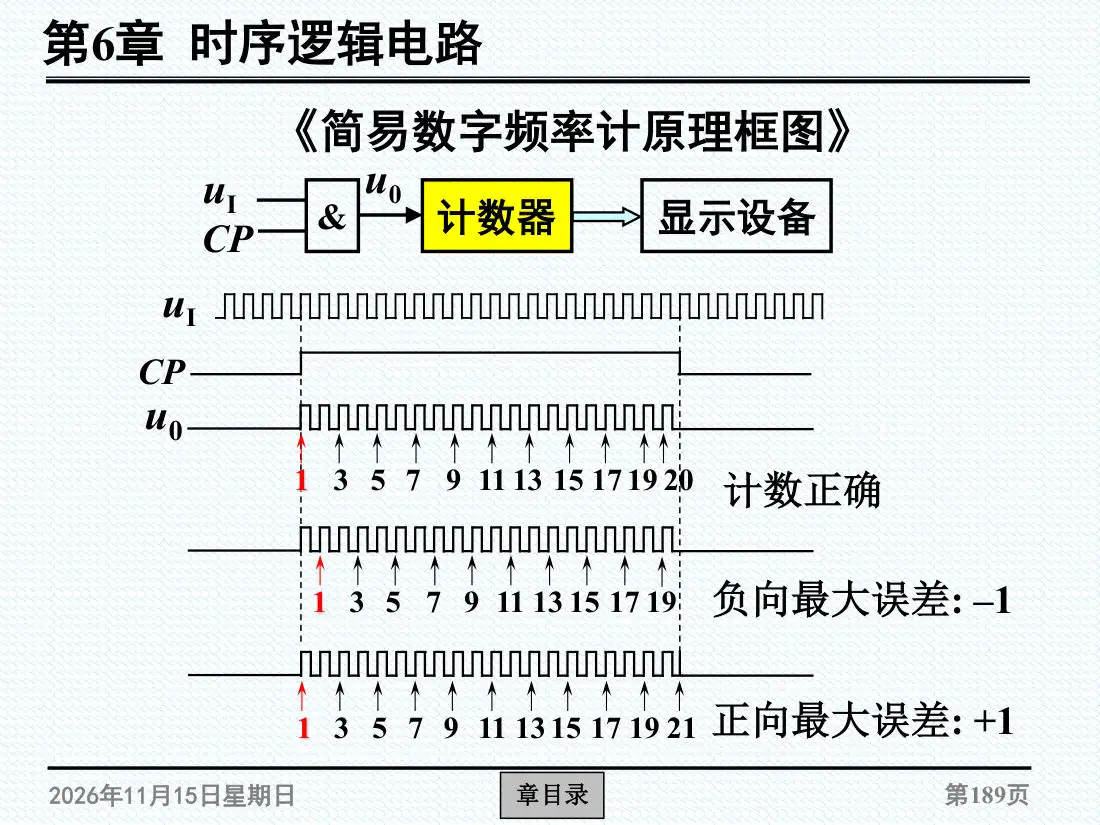 第6章 时序逻辑电路
《简易数字频率计原理框图》
uI
CP
&
u0
计数器
显示设备
uI
CP
u0
1 3 5 7 9 11 13 15 17 19 20
计数正确
1 3 5 7 9 11 13 15 17 19
负向最大误差: –1
1 3 5 7 9 11 13 15 17 19 21
正向最大误差: +1
2026年11月15日星期日
章目录
第189页